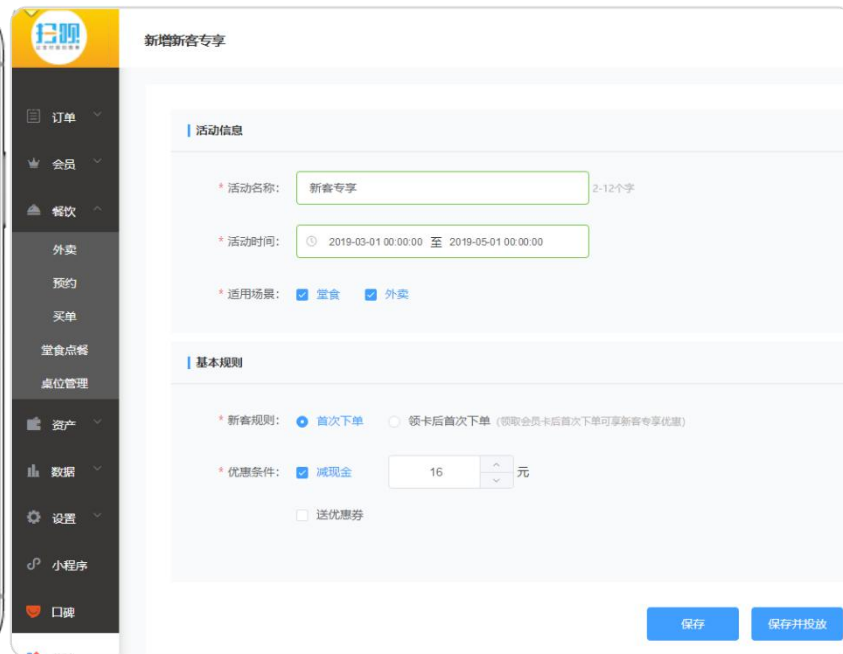 扫呗
新增新客专享
订单
会员
餐饮
外卖
预约
买单
堂食点餐
桌位管理
资产
数据
设置
小程序
口碑
活动信息
* 活动名称: 新客专享 2-12个字
* 活动时间: 2019-03-01 00:00:00 至 2019-05-01 00:00:00
* 适用场景: 堂食 外卖
基本规则
* 新客规则: 首次下单 领卡后首次下单 (领取会员卡后首次下单可享新客专享优惠)
* 优惠条件: 减现金 16 元
送优惠券
保存 保存并投放